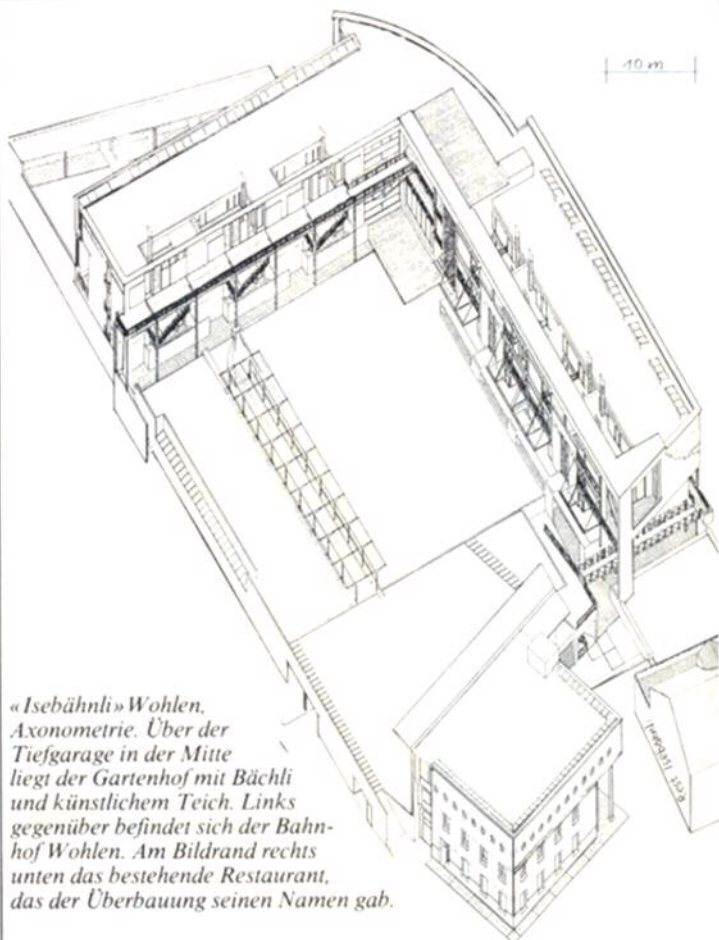 10 m
«Isebähnli» Wohlen,
Axonometrie. Über der
Tiefgarage in der Mitte
liegt der Gartenhof mit Bächli
und künstlichem Teich. Links
gegenüber befindet sich der Bahn-
hof Wohlen. Am Bildrand rechts
unten das bestehende Restaurant,
das der Überbauung seinen Namen gab.
Rest. Isebähnli